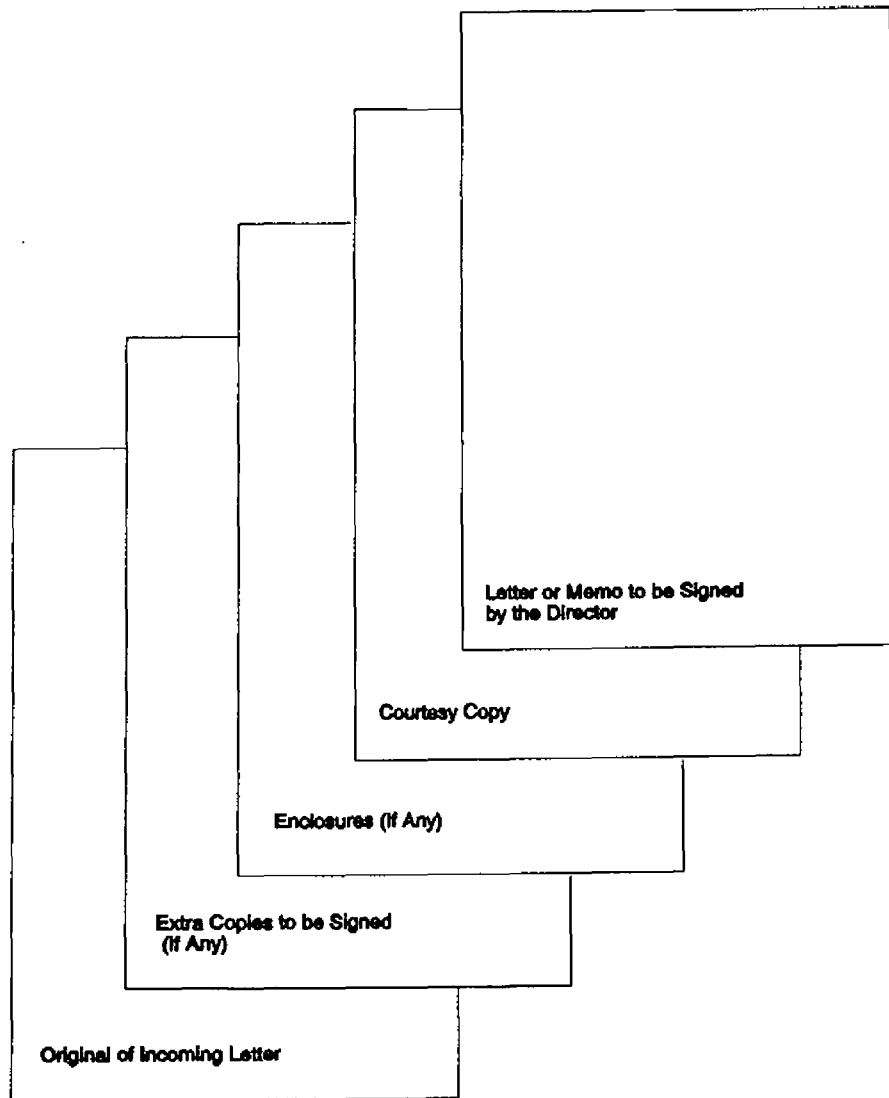 Letter or Memo to be Signed
by the Director
Courtesy Copy
Enclosures (If Any)
Extra Copies to be Signed
(If Any)
Original of Incoming Letter